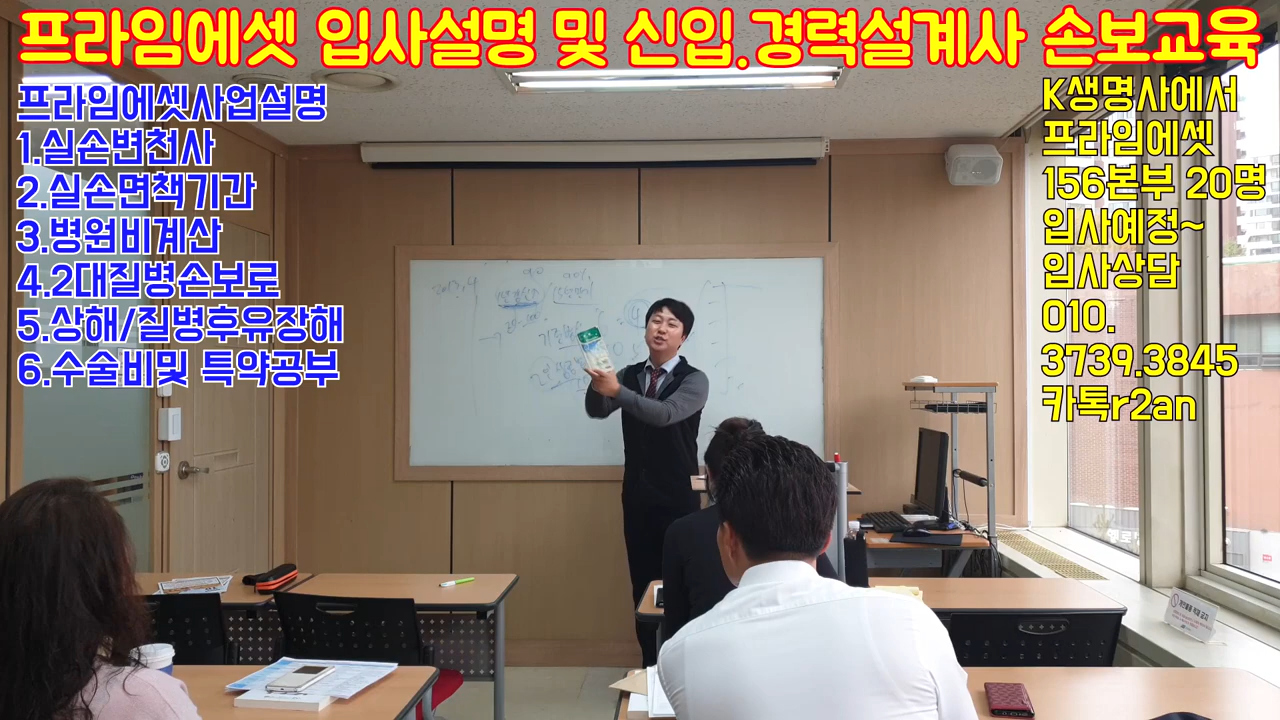 프라임에셋 입사설명 및 신입.경력설계사 손보교육
프라임에셋사업설명
1.실손변천사
2.실손면책기간
3.병원비계산
4.2대질병손보로
5.상해/질병후유장해
6.수술비및 특약공부
K생명사에서
프라임에셋
156본부 20명
입사예정~
입사상담
010.
3739.3845
카톡r2an